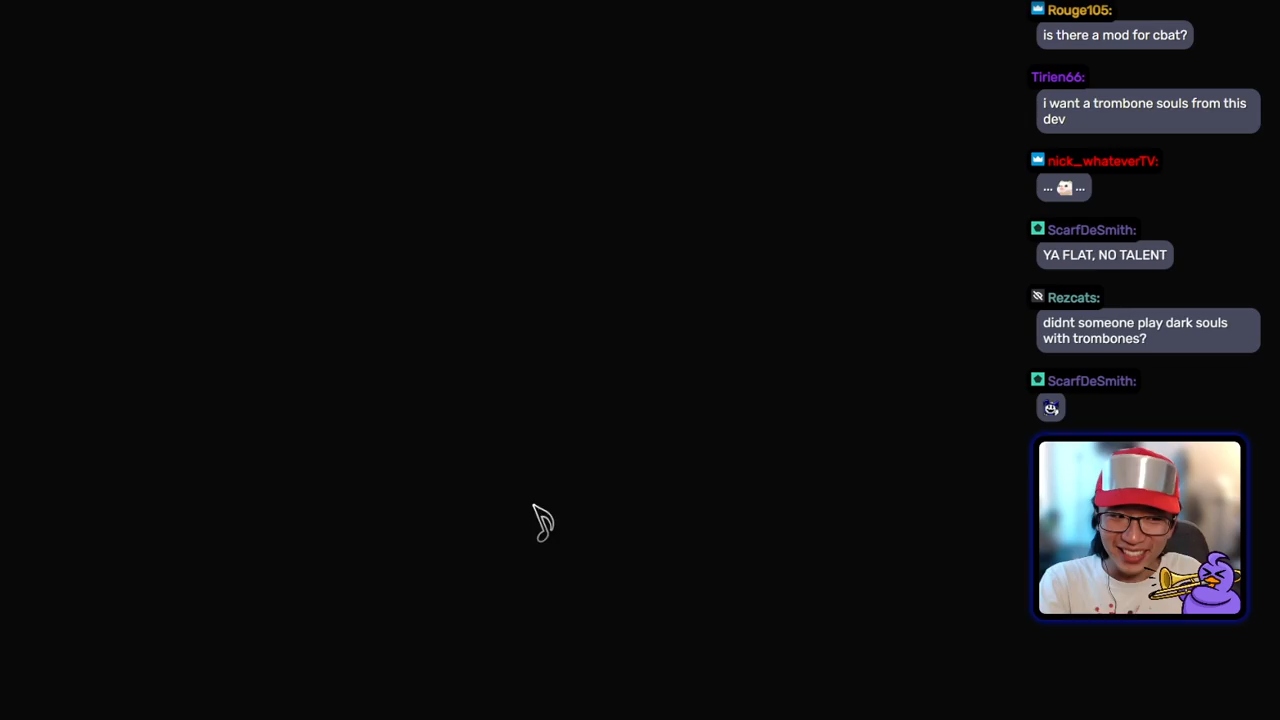 Rouge105:
is there a mod for cbat?
Tirien66:
i want a trombone souls from this
dev
nick_whateverTV:
... ...
ScarfDeSmith:
YA FLAT, NO TALENT
Rezcats:
didnt someone play dark souls
with trombones?
ScarfDeSmith: